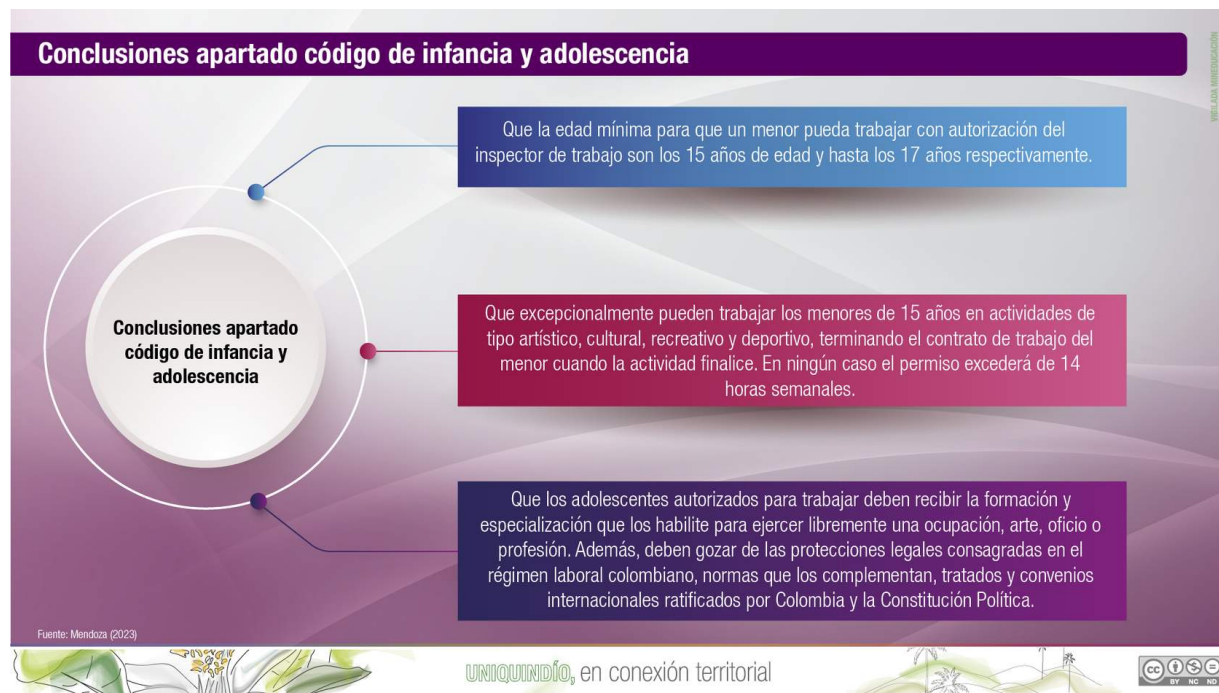 Conclusiones apartado código de infancia y adolescencia
VIGILADA MINEDUCACIÓN
Que la edad mínima para que un menor pueda trabajar con autorización del
inspector de trabajo son los 15 años de edad y hasta los 17 años respectivamente.
Conclusiones apartado
código de infancia y
adolescencia
Que excepcionalmente pueden trabajar los menores de 15 años en actividades de
tipo artístico, cultural, recreativo y deportivo, terminando el contrato de trabajo del
menor cuando la actividad finalice. En ningún caso el permiso excederá de 14
horas semanales.
Que los adolescentes autorizados para trabajar deben recibir la formación y
especialización que los habilite para ejercer libremente una ocupación, arte, oficio o
profesión. Además, deben gozar de las protecciones legales consagradas en el
régimen laboral colombiano, normas que los complementan, tratados y convenios
internacionales ratificados por Colombia y la Constitución Política.
Fuente: Mendoza (2023)
UNIQUINDÍO, en conexión territorial
cc
BY NC ND